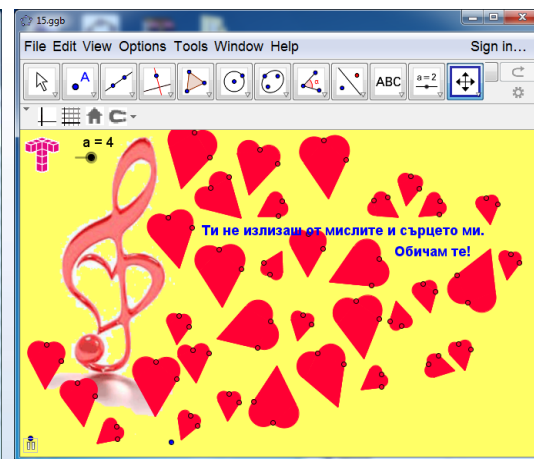 15.ggb
File Edit View Options Tools Window Help Sign in...
A ABC a=2
a = 4
Ти не излизаш от мислите и сърцето ми.
Обичам те!